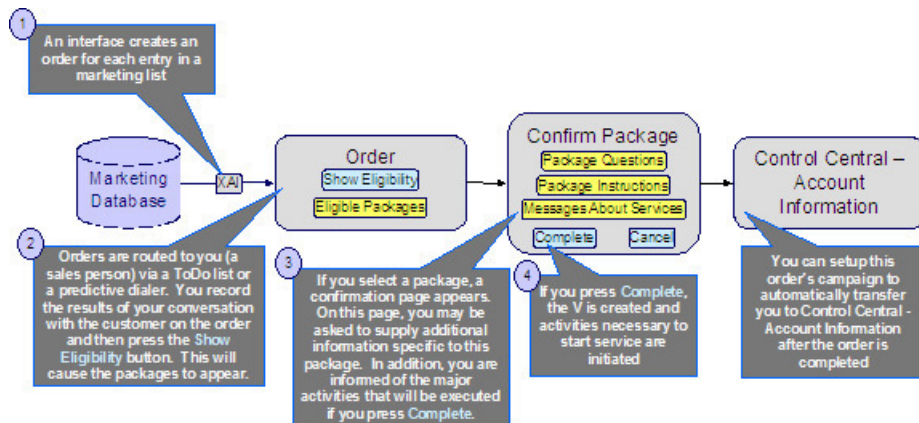 1
An interface creates an
order for each entry in a
marketing list
Marketing
Database
XAI
Order
Show Eligibility
Eligible Packages
Confirm Package
Package Questions
Package Instructions
Messages About Services
Complete
Cancel
Control Central –
Account
Information
2
Orders are routed to you (a
sales person) via a ToDo list or
a predictive dialer. You record
the results of your conversation
with the customer on the order
and then press the Show
Eligibility button. This will
cause the packages to appear.
3
If you select a package, a
confirmation page appears.
On this page, you may be
asked to supply additional
information specific to this
package. In addition, you are
informed of the major
activities that will be executed
if you press Complete.
4
If you press Complete,
the V is created and
activities necessary to
start service are
initiated
You can setup this
order's campaign to
automatically transfer
you to Control Central -
Account Information
after the order is
completed